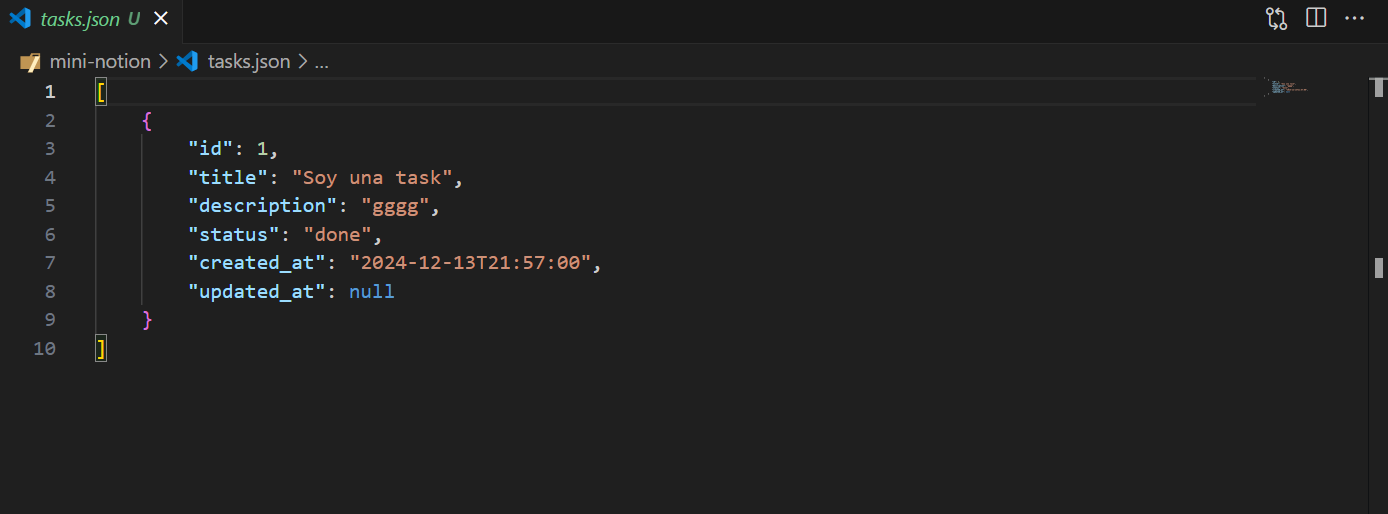 tasks.json U
mini-notion > tasks.json > ...
1 [
2 {
3 "id": 1,
4 "title": "Soy una task",
5 "description": "gggg",
6 "status": "done",
7 "created_at": "2024-12-13T21:57:00",
8 "updated_at": null
9 }
10 ]